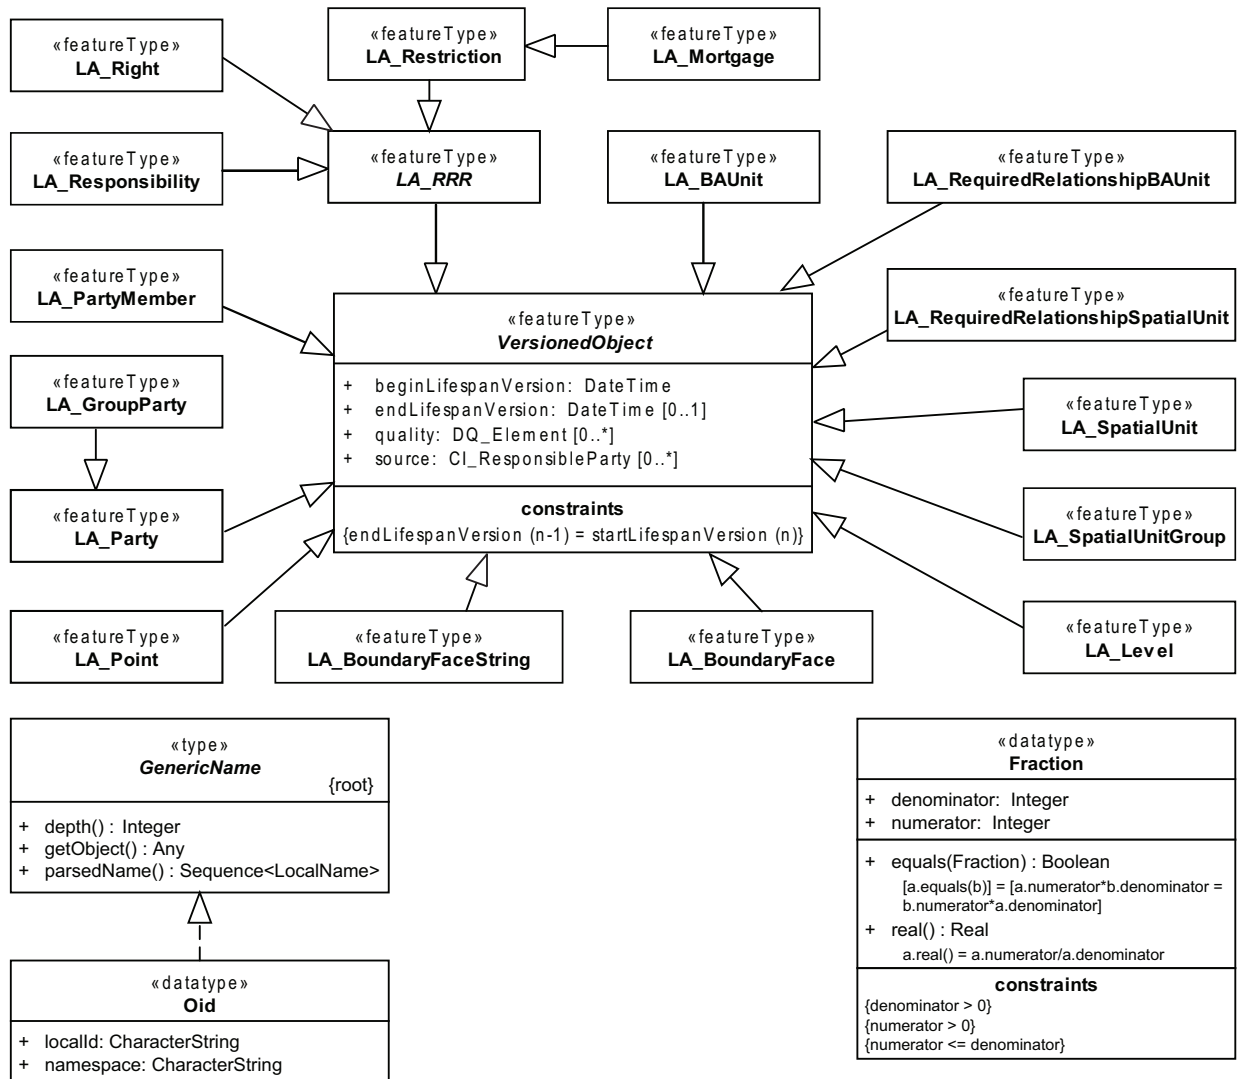 «featureType»
LA_Right
«featureType»
LA_Restriction
«featureType»
LA_Mortgage
«featureType»
LA_Responsibility
«featureType»
LA_RRR
«featureType»
LA_BAUnit
«featureType»
LA_RequiredRelationshipBAUnit
«featureType»
LA_PartyMember
«featureType»
VersionedObject
+ beginLifespanVersion: DateTime
+ endLifespanVersion: DateTime [0..1]
+ quality: DQ_Element [0..*]
+ source: CI_ResponsibleParty [0..*]
constraints
{endLifespanVersion (n-1) = startLifespanVersion (n)}
«featureType»
LA_RequiredRelationshipSpatialUnit
«featureType»
LA_GroupParty
«featureType»
LA_SpatialUnit
«featureType»
LA_Party
«featureType»
LA_SpatialUnitGroup
«featureType»
LA_Point
«featureType»
LA_BoundaryFaceString
«featureType»
LA_BoundaryFace
«featureType»
LA_Level
«type»
GenericName
{root}
+ depth() : Integer
+ getObject() : Any
+ parsedName() : Sequence<LocalName>
«datatype»
Oid
+ localId: CharacterString
+ namespace: CharacterString
«datatype»
Fraction
+ denominator: Integer
+ numerator: Integer
+ equals(Fraction) : Boolean
[a.equals(b)] = [a.numerator*b.denominator =
b.numerator*a.denominator]
+ real() : Real
a.real() = a.numerator/a.denominator
constraints
{denominator > 0}
{numerator > 0}
{numerator <= denominator}